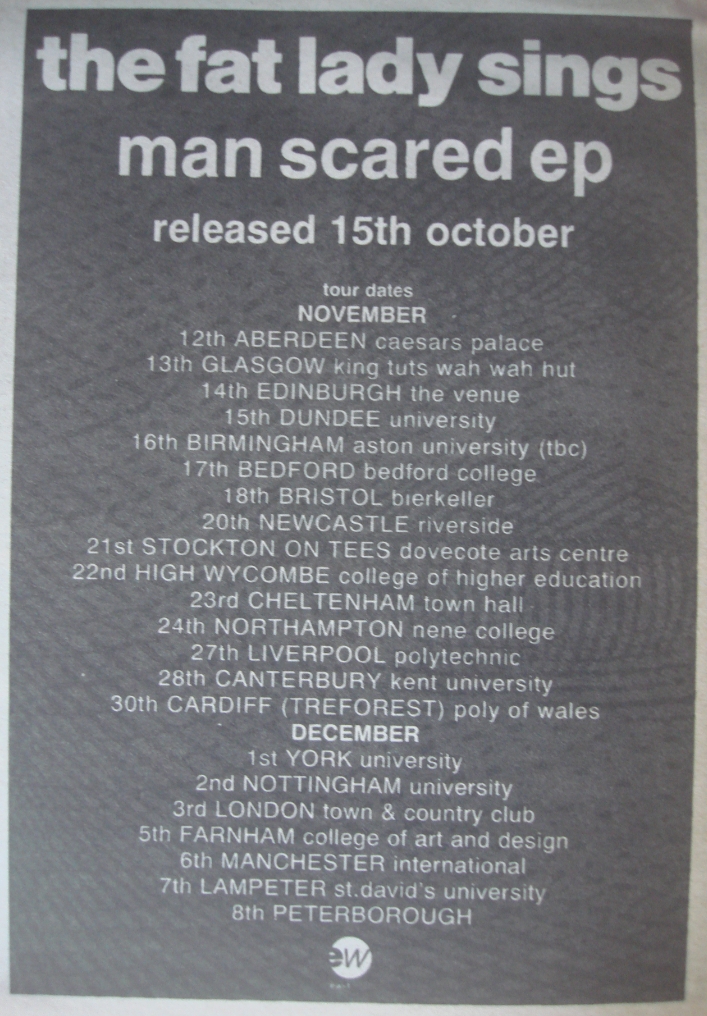 the fat lady sings
man scared ep
released 15th october
tour dates
NOVEMBER
12th ABERDEEN caesars palace
13th GLASGOW king tuts wah wah hut
14th EDINBURGH the venue
15th DUNDEE university
16th BIRMINGHAM aston university (tbc)
17th BEDFORD bedford college
18th BRISTOL bierkeller
20th NEWCASTLE riverside
21st STOCKTON ON TEES dovecote arts centre
22nd HIGH WYCOMBE college of higher education
23rd CHELTENHAM town hall
24th NORTHAMPTON nene college
27th LIVERPOOL polytechnic
28th CANTERBURY kent university
30th CARDIFF (TREFOREST) poly of wales
DECEMBER
1st YORK university
2nd NOTTINGHAM university
3rd LONDON town & country club
5th FARNHAM college of art and design
6th MANCHESTER international
7th LAMPETER st.david's university
8th PETERBOROUGH
ew